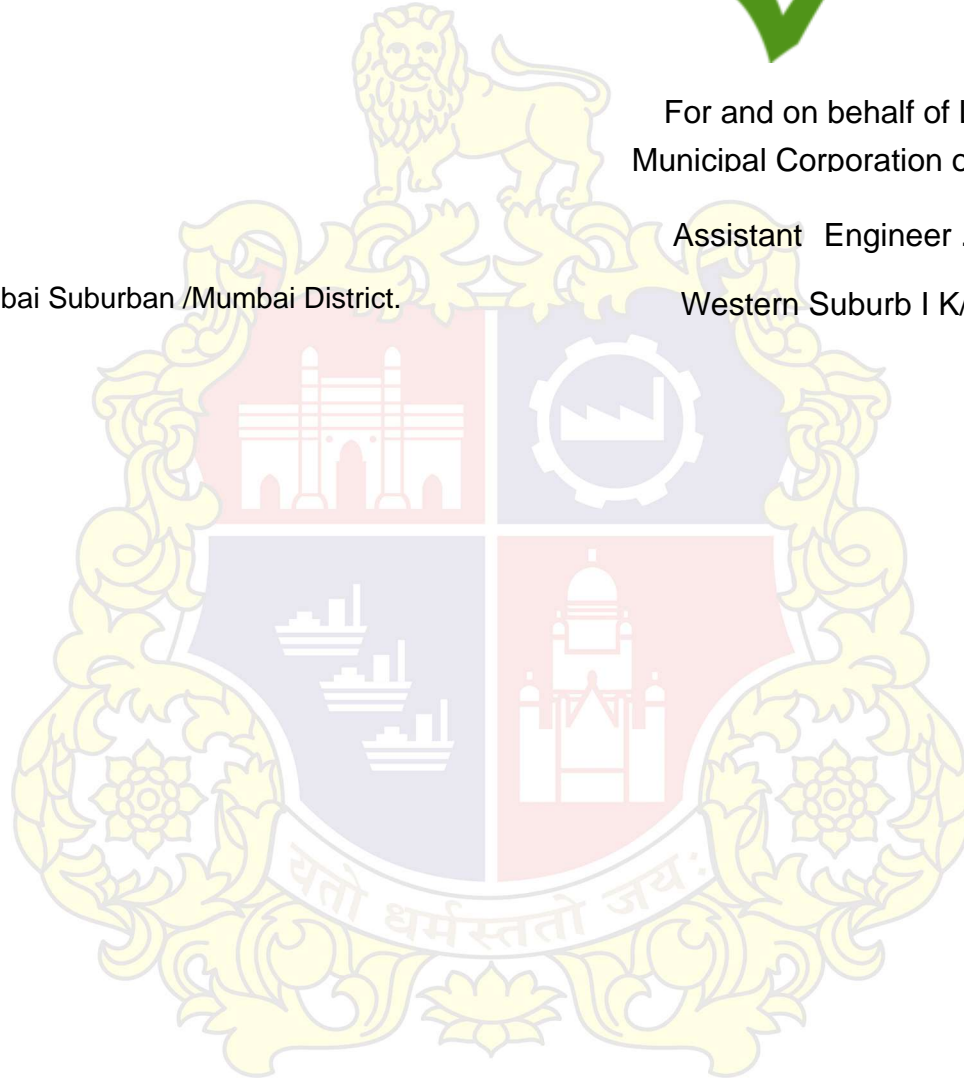 For and on behalf of
Municipal Corporation
Assistant Engineer .
bai Suburban /Mumbai District.
Western Suburb I K/
यतो धर्मस्ततो जय: